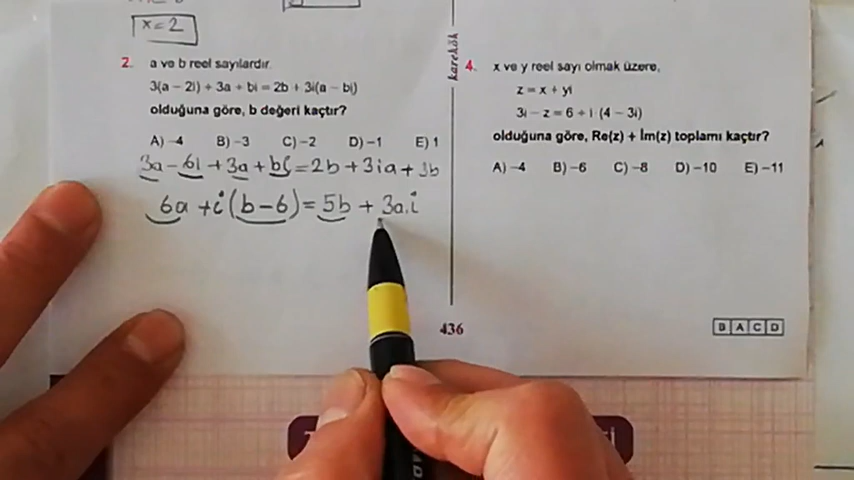 x=2
2. a ve b reel sayılardır.
3(a – 2i) + 3a + bi = 2b + 3i(a – bi)
olduğuna göre, b değeri kaçtır?
A) –4 B) –3 C) –2 D) –1 E) 1
3a – 6i + 3a + bi = 2b + 3ia + 3b
6a + i(b – 6) = 5b + 3a.i
karekök
4. x ve y reel sayı olmak üzere,
z = x + yi
3i – z = 6 + i · (4 – 3i)
olduğuna göre, Re(z) + İm(z) toplamı kaçtır?
A) –4 B) –6 C) –8 D) –10 E) –11
436
B A C D